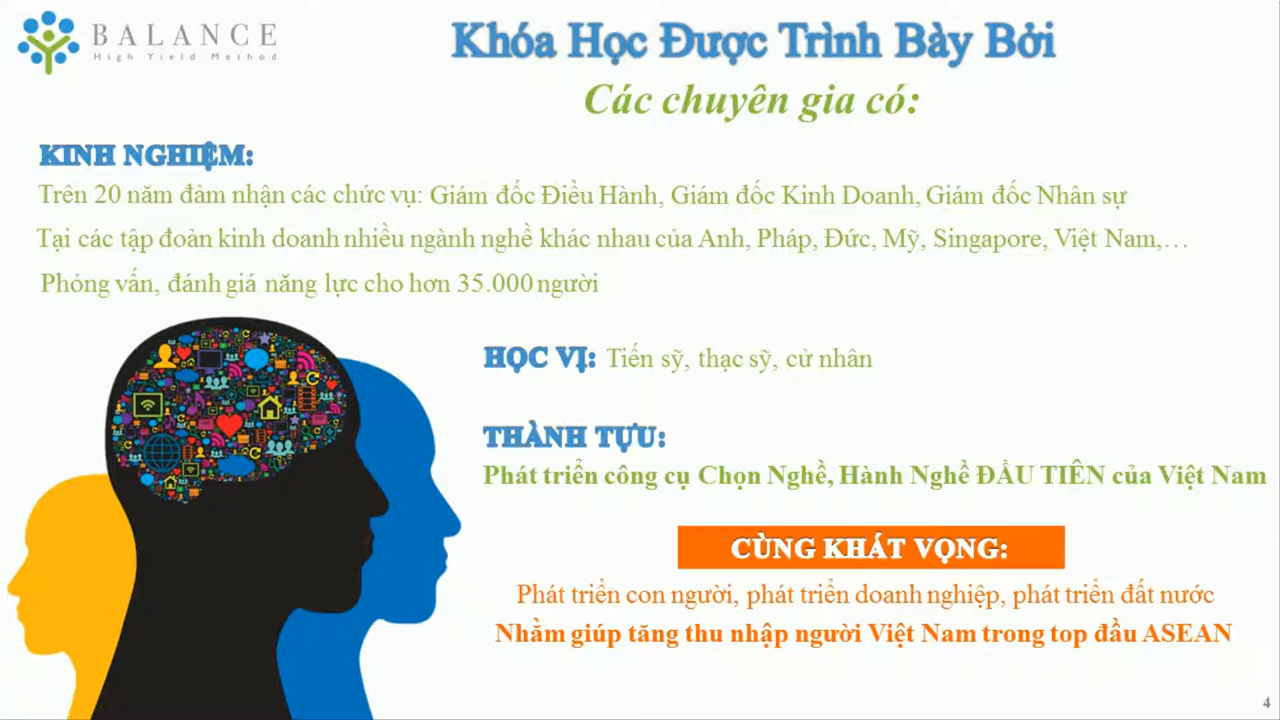 BALANCE
High Yield Method
Khóa Học Được Trình Bày Bởi
Các chuyên gia có:
KINH NGHIỆM:
Trên 20 năm đảm nhận các chức vụ: Giám đốc Điều Hành, Giám đốc Kinh Doanh, Giám đốc Nhân sự
Tại các tập đoàn kinh doanh nhiều ngành nghề khác nhau của Anh, Pháp, Đức, Mỹ, Singapore, Việt Nam,…
Phỏng vấn, đánh giá năng lực cho hơn 35.000 người
HỌC VỊ: Tiến sỹ, thạc sỹ, cử nhân
THÀNH TỰU:
Phát triển công cụ Chọn Nghề, Hành Nghề ĐẦU TIÊN của Việt Nam
CÙNG KHÁT VỌNG:
Phát triển con người, phát triển doanh nghiệp, phát triển đất nước
Nhằm giúp tăng thu nhập người Việt Nam trong top đầu ASEAN
4